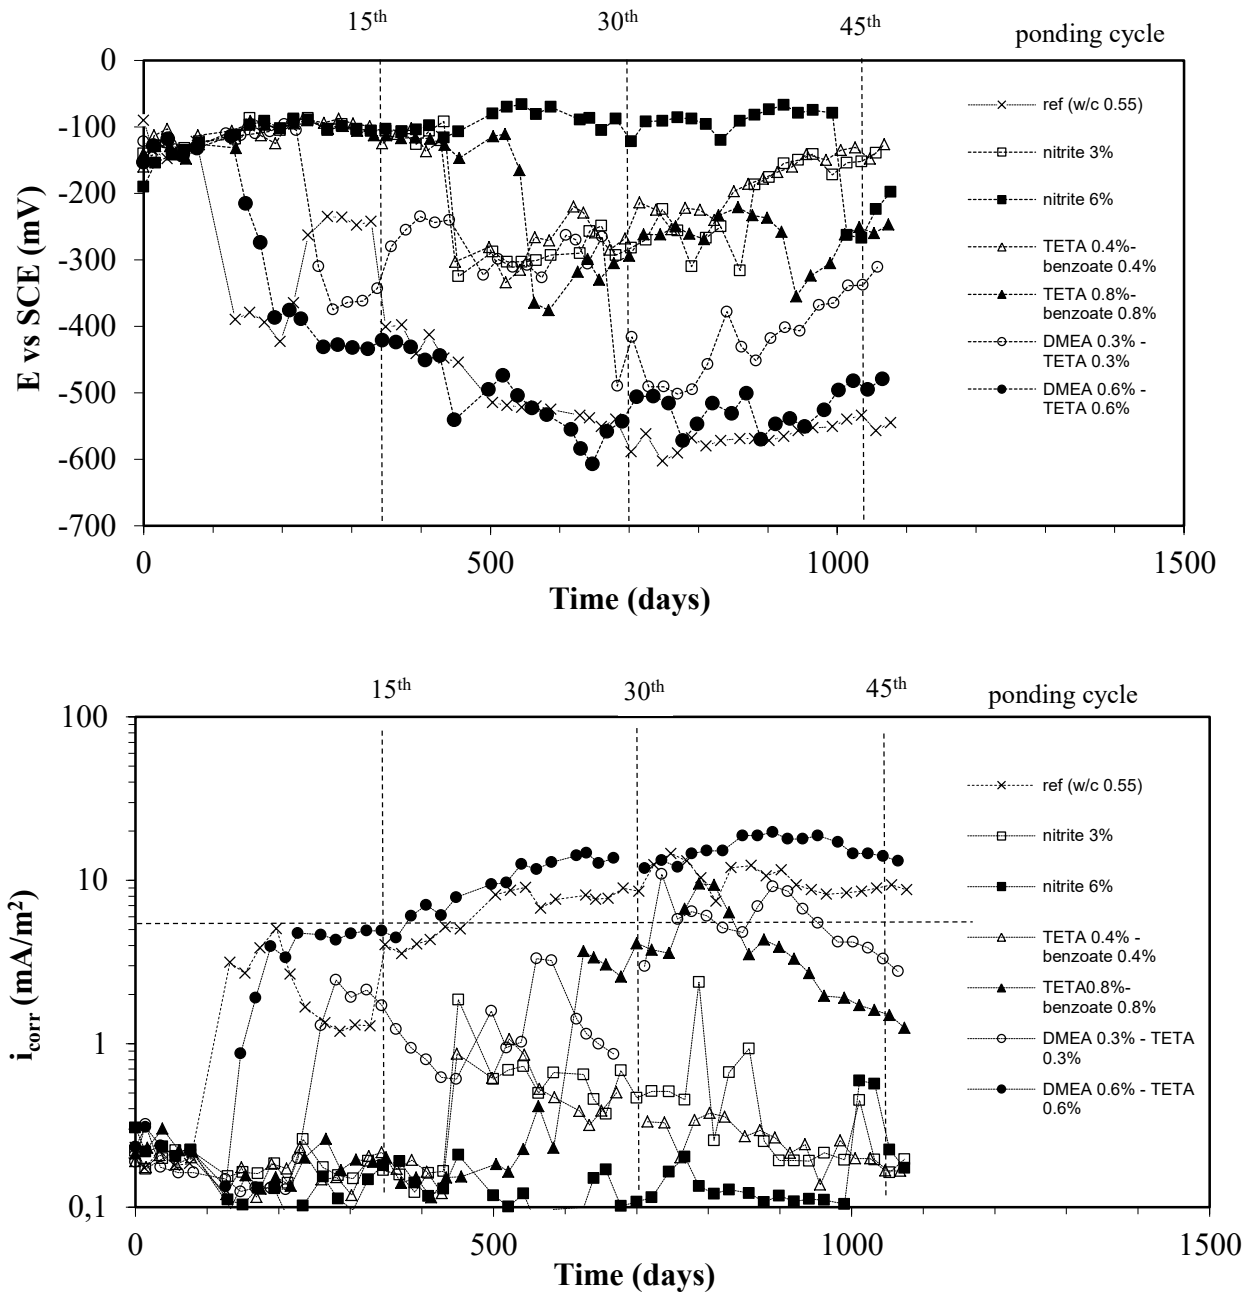 15th
30th
45th
ponding cycle
0
-100
-200
-300
-400
-500
-600
-700
E vs SCE (mV)
ref (w/c 0.55)
nitrite 3%
nitrite 6%
TETA 0.4%-
benzoate 0.4%
TETA 0.8%-
benzoate 0.8%
DMEA 0.3% -
TETA 0.3%
DMEA 0.6% -
TETA 0.6%
0
500
1000
1500
Time (days)
15th
30th
45th
ponding cycle
100
10
1
0,1
icorr (mA/m2)
ref (w/c 0.55)
nitrite 3%
nitrite 6%
TETA 0.4% -
benzoate 0.4%
TETA0.8%-
benzoate 0.8%
DMEA 0.3% - TETA
0.3%
DMEA 0.6% - TETA
0.6%
0
500
1000
1500
Time (days)